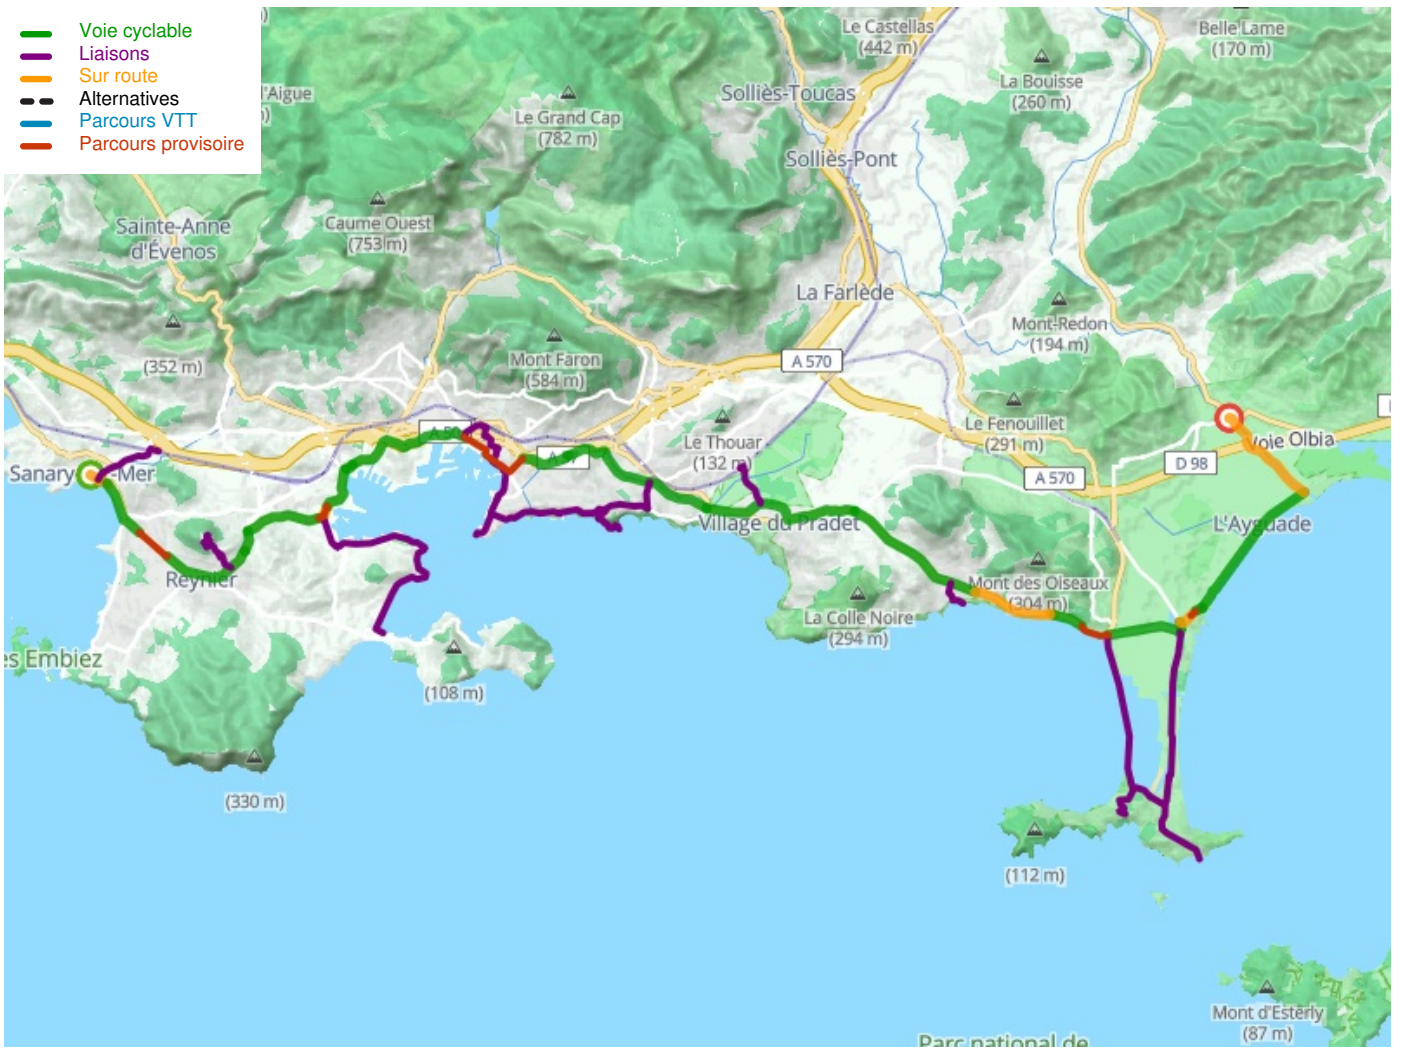 Voie cyclable
Liaisons
Sur route
Alternatives
Parcours VTT
Parcours provisoire
Le Castellas
(442 m)
Belle Lame
(170 m)
La Bouisse
(260 m)
d'Aigue
Solliès-Toucas
Le Grand Cap
(782 m)
Solliès-Pont
Sainte-Anne
d'Évenos
Caume Ouest
(753 m)
La Farlède
Mont-Redon
(194 m)
(352 m)
Mont Faron
(584 m)
A 570
Le Fenouillet
(291 m)
Le Thouar
(132 m)
Voie Olbia
D 98
A 570
Sanary
-Mer
L'Ayguade
Village du Pradet
Reynier
Mont des Oiseaux
(304 m)
La Colle Noire
(294 m)
es Embiez
(108 m)
(330 m)
(112 m)
Mont d'Esterly
(87 m)
Parc national de